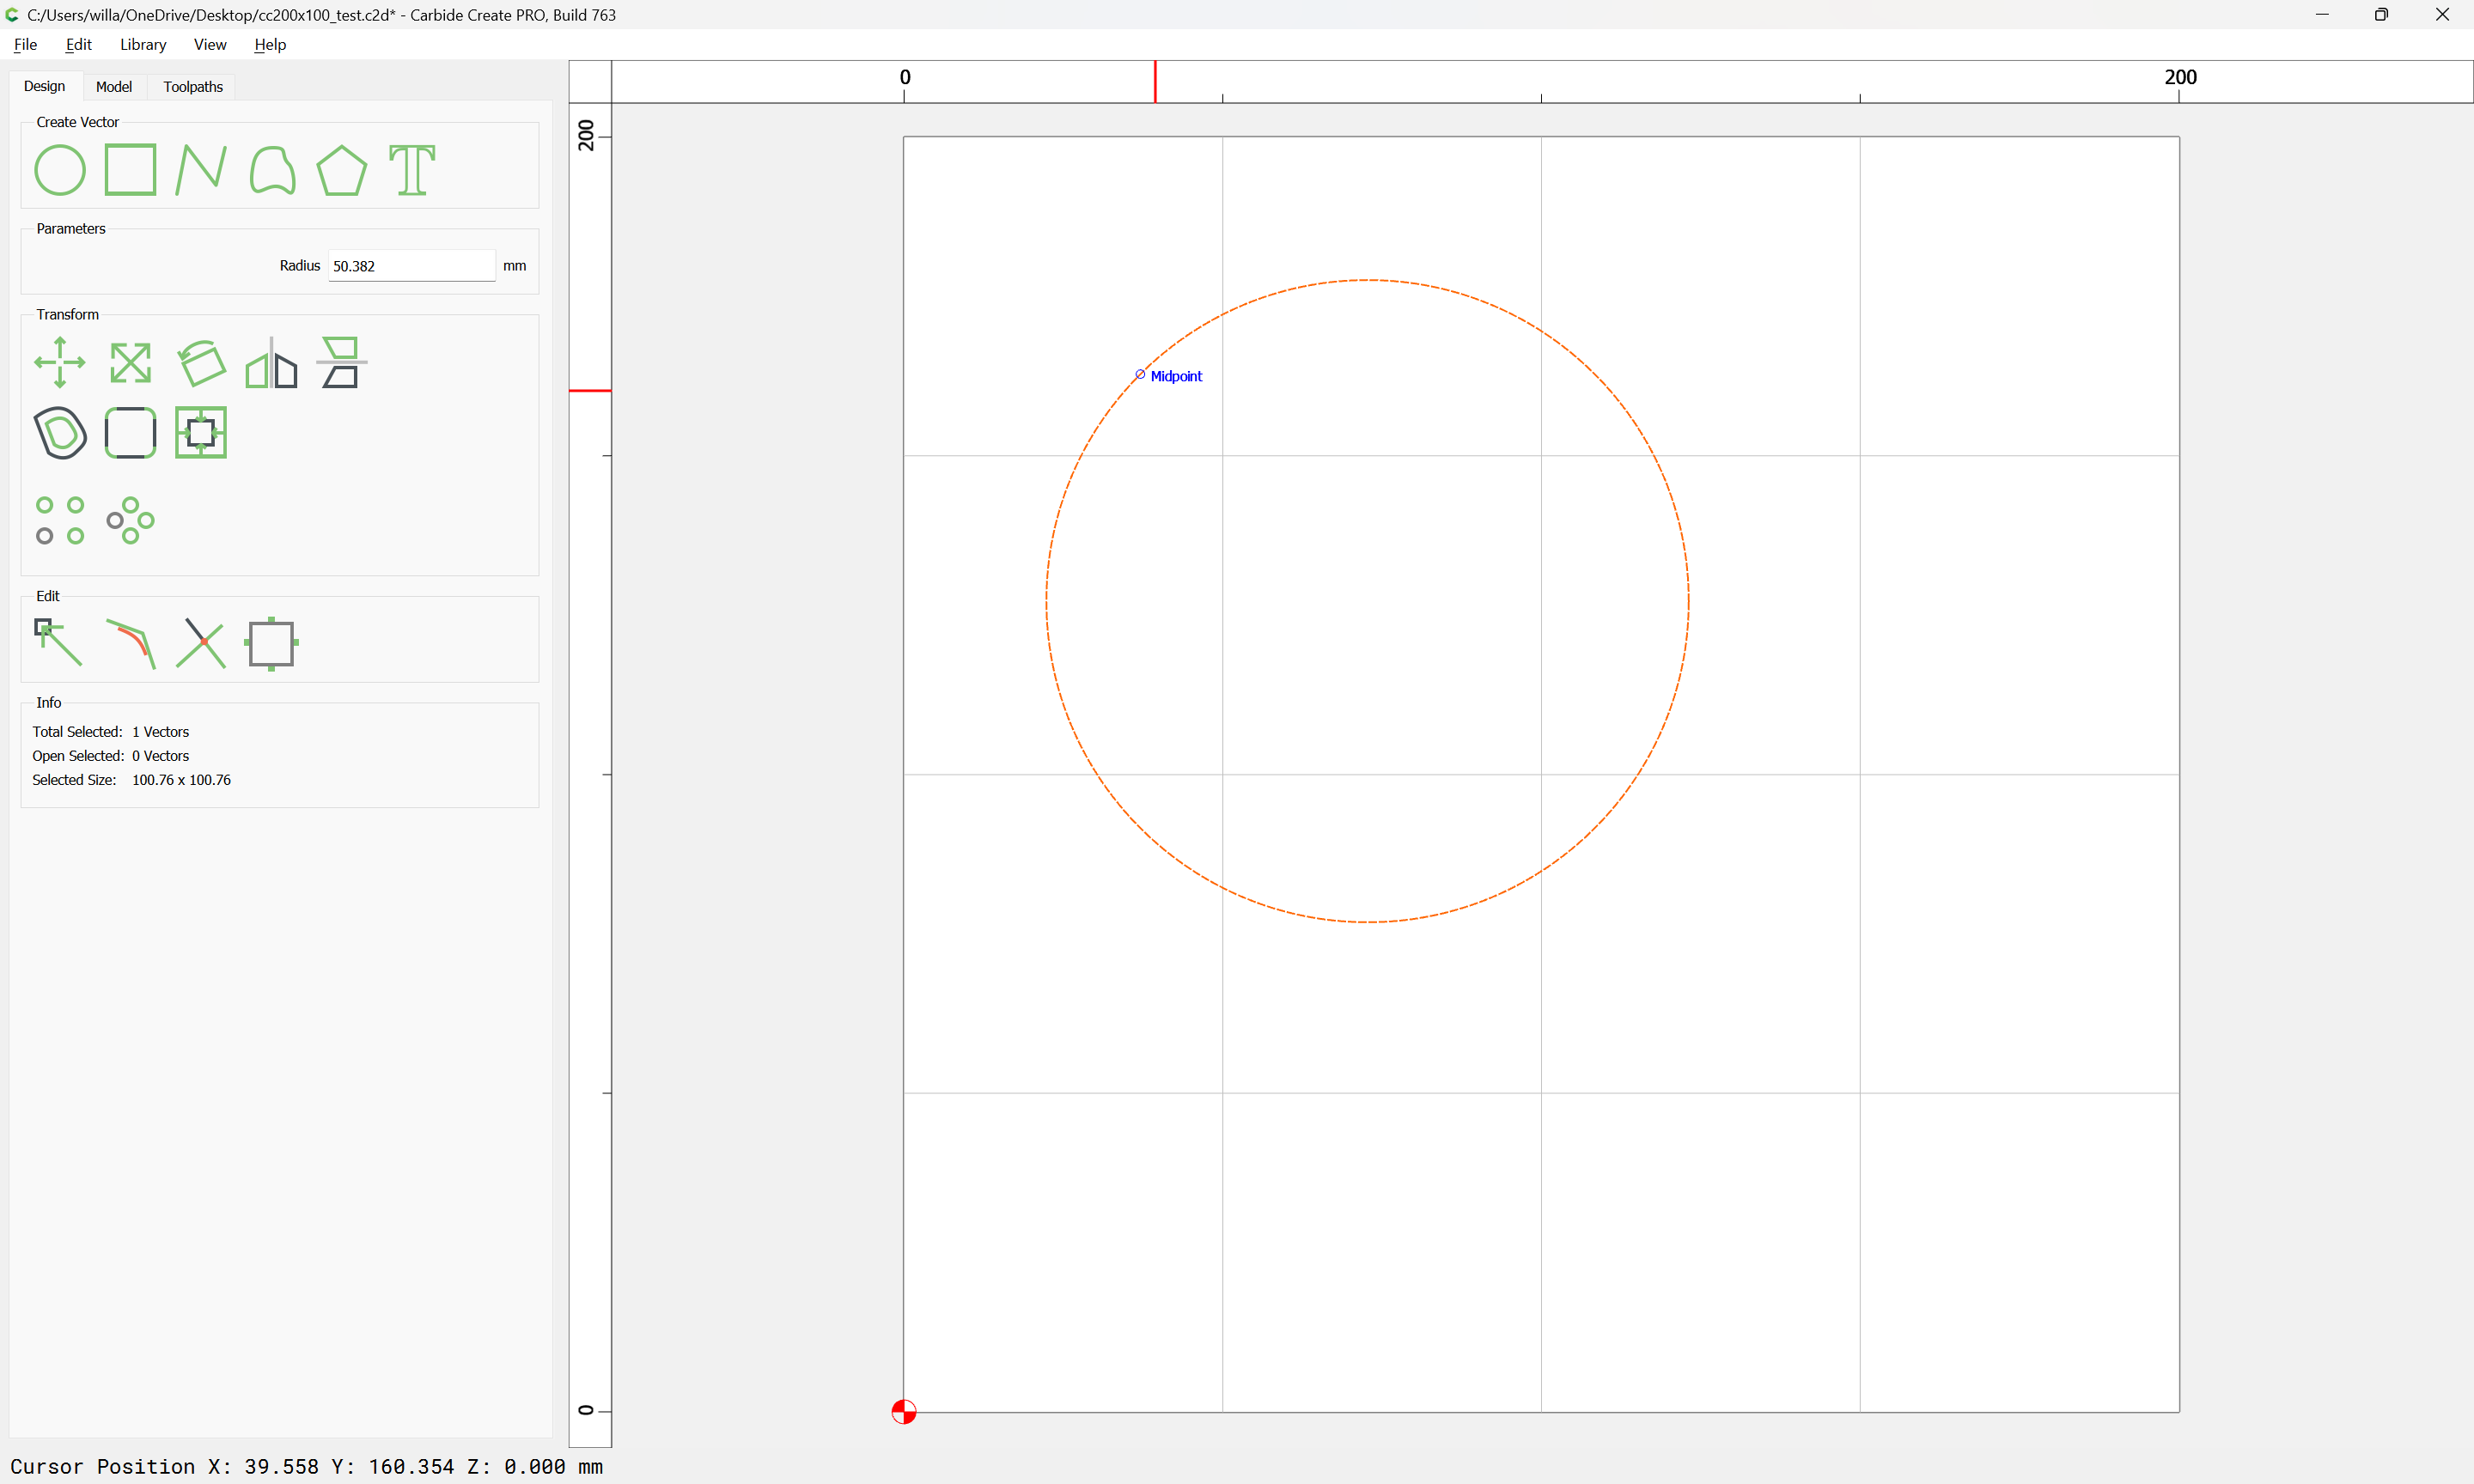 C:/Users/willa/OneDrive/Desktop/cc200x100_test.c2d* - Carbide Create PRO, Build 763
File Edit Library View Help
Design Model Toolpaths
Create Vector
Parameters
Radius 50.382 mm
Transform
Edit
Info
Total Selected: 1 Vectors
Open Selected: 0 Vectors
Selected Size: 100.76 x 100.76
0 200
200
Midpoint
0
Cursor Position X: 39.558 Y: 160.354 Z: 0.000 mm